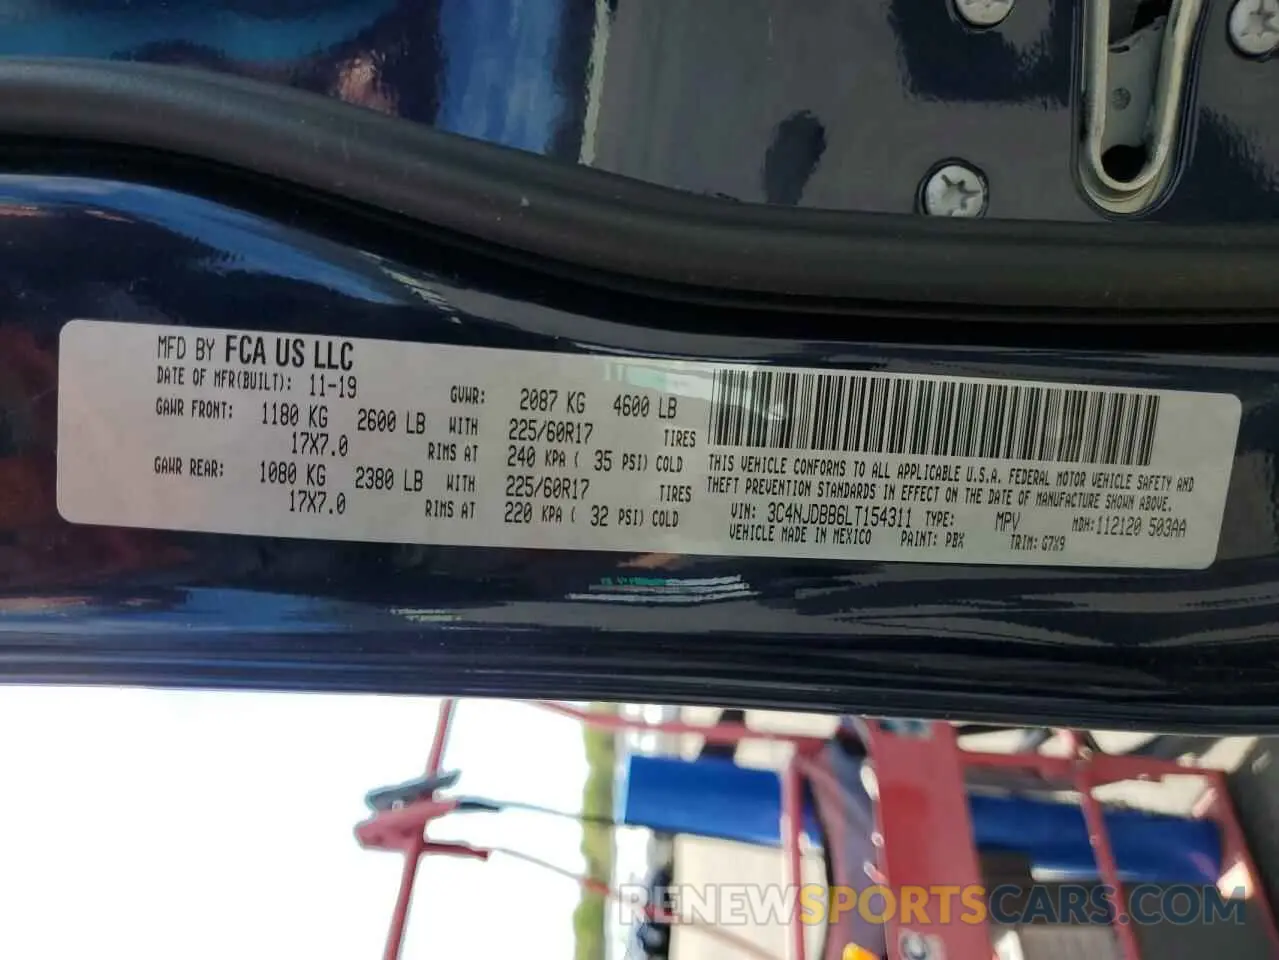 MFD BY FCA US LLC
DATE OF MFR(BUILT): 11-19 GVWR: 2087 KG 4600 LB
GAWR FRONT: 1180 KG 2600 LB WITH 225/60R17 TIRES
17X7.0 RIMS AT 240 KPA ( 35 PSI) COLD
GAWR REAR: 1080 KG 2380 LB WITH 225/60R17 TIRES
17X7.0 RIMS AT 220 KPA ( 32 PSI) COLD
THIS VEHICLE CONFORMS TO ALL APPLICABLE U.S.A. FEDERAL MOTOR VEHICLE SAFETY AND
THEFT PREVENTION STANDARDS IN EFFECT ON THE DATE OF MANUFACTURE SHOWN ABOVE.
VIN: 3C4NJDBB6LT154311 TYPE: MPV MDH:112120 503AA
VEHICLE MADE IN MEXICO PAINT: PBX TRIM: G7X9
RENEWSPORTSCARS.COM